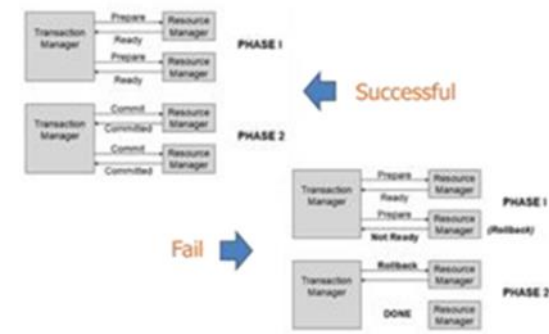 Prepare
Ready
Prepare
Ready
Transaction
Manager
Resource
Manager
Resource
Manager
PHASE I
Successful
Commit
Committed
Commit
Committed
Transaction
Manager
Resource
Manager
Resource
Manager
PHASE 2
Fail
Prepare
Ready
Prepare
Not Ready
Transaction
Manager
Resource
Manager
Resource
Manager
PHASE I
(Rollback)
Rollback
DONE
Transaction
Manager
Resource
Manager
Resource
Manager
PHASE 2